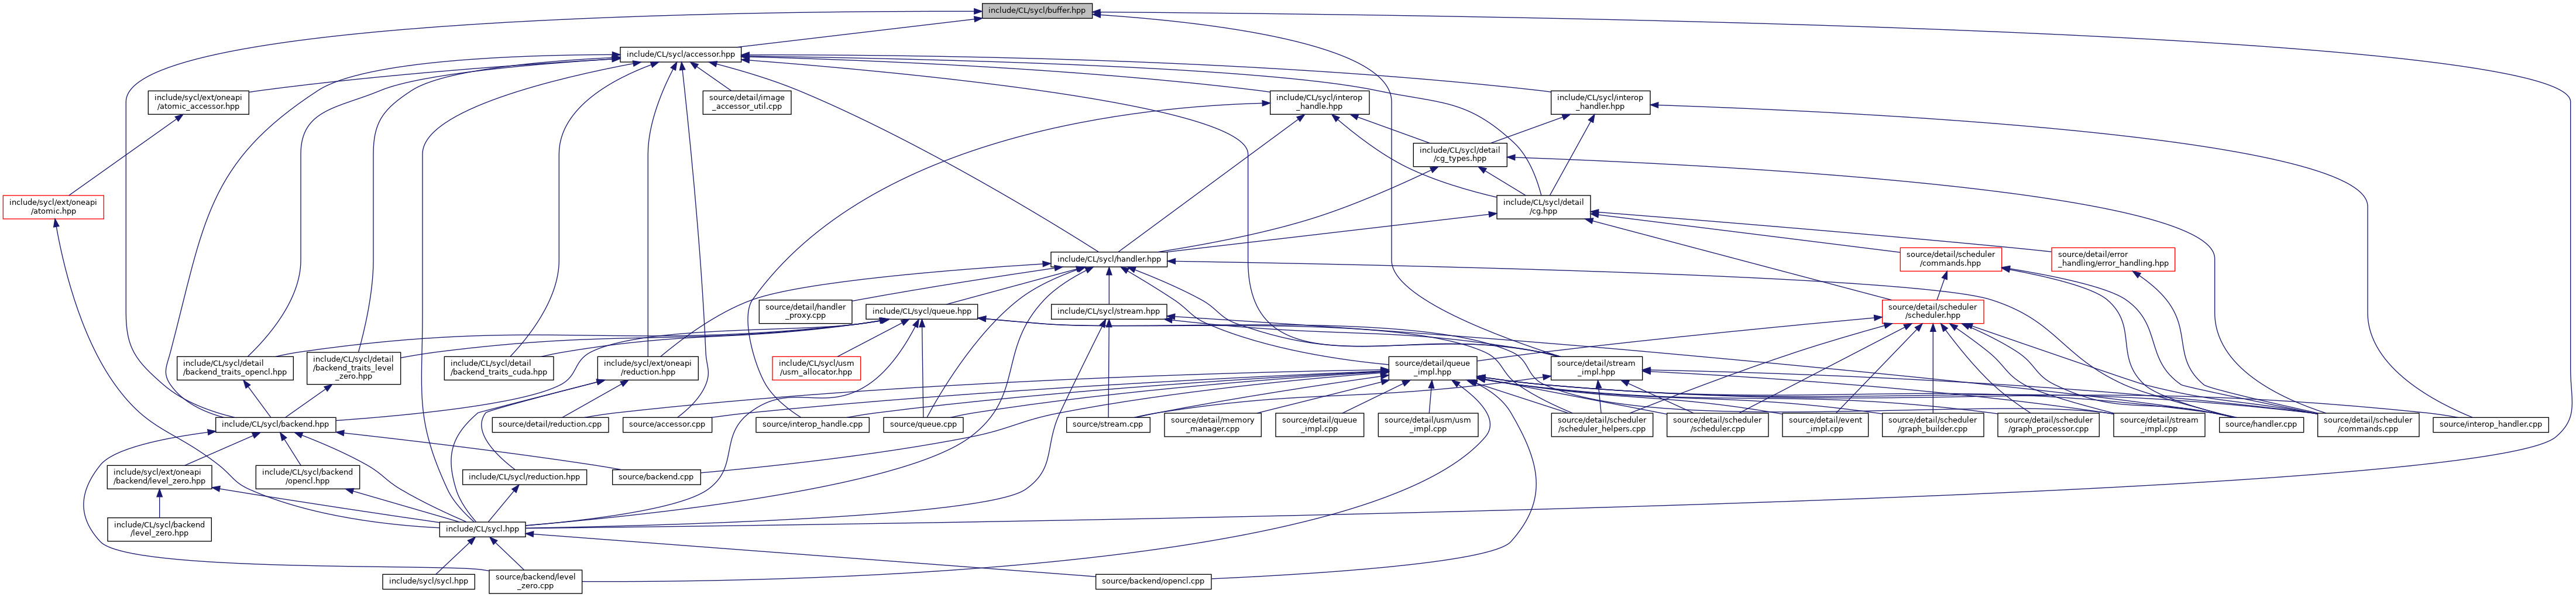 include/CL/sycl/buffer.hpp
include/CL/sycl/accessor.hpp
include/sycl/ext/oneapi
/atomic_accessor.hpp
source/detail/image
_accessor_util.cpp
include/CL/sycl/interop
_handle.hpp
include/CL/sycl/interop
_handler.hpp
include/CL/sycl/detail
/cg_types.hpp
include/sycl/ext/oneapi
/atomic.hpp
include/CL/sycl/detail
/cg.hpp
include/CL/sycl/handler.hpp
source/detail/scheduler
/commands.hpp
source/detail/error
_handling/error_handling.hpp
source/detail/handler
_proxy.cpp
include/CL/sycl/queue.hpp
include/CL/sycl/stream.hpp
source/detail/scheduler
/scheduler.hpp
include/CL/sycl/detail
/backend_traits_opencl.hpp
include/CL/sycl/detail
/backend_traits_level
_zero.hpp
include/CL/sycl/detail
/backend_traits_cuda.hpp
include/sycl/ext/oneapi
/reduction.hpp
include/CL/sycl/usm
/usm_allocator.hpp
source/detail/queue
_impl.hpp
source/detail/stream
_impl.hpp
include/CL/sycl/backend.hpp
source/detail/reduction.cpp
source/accessor.cpp
source/interop_handle.cpp
source/queue.cpp
source/stream.cpp
source/detail/memory
_manager.cpp
source/detail/queue
_impl.cpp
source/detail/usm/usm
_impl.cpp
source/detail/scheduler
/scheduler_helpers.cpp
source/detail/scheduler
/scheduler.cpp
source/detail/event
_impl.cpp
source/detail/scheduler
/graph_builder.cpp
source/detail/scheduler
/graph_processor.cpp
source/detail/stream
_impl.cpp
source/handler.cpp
source/detail/scheduler
/commands.cpp
source/interop_handler.cpp
include/sycl/ext/oneapi
/backend/level_zero.hpp
include/CL/sycl/backend
/opencl.hpp
include/CL/sycl/reduction.hpp
source/backend.cpp
include/CL/sycl/backend
/level_zero.hpp
include/CL/sycl.hpp
include/sycl/sycl.hpp
source/backend/level
_zero.cpp
source/backend/opencl.cpp